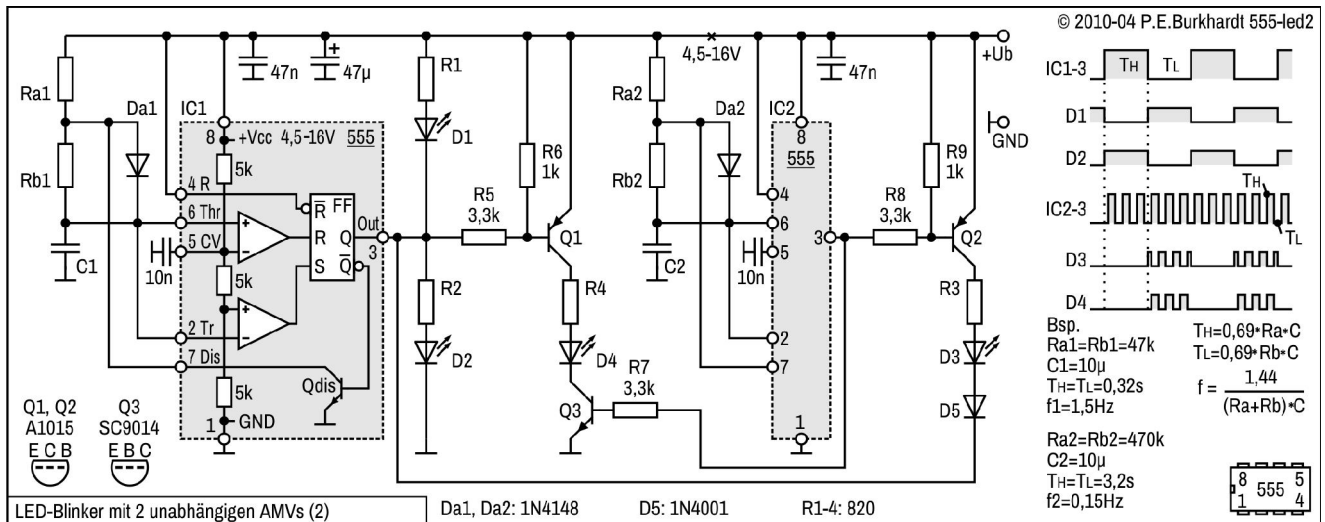 © 2010-04 P.E.Burkhardt 555-led2
+Ub
4,5-16V
47n
47µ
R1
Ra1
Da1
IC1
8
+Vcc 4,5-16V 555
5k
D1
Rb1
4 R
R FF
6 Thr
R Q
Out
5 CV
3
S Q
C1
10n
5k
2 Tr
7 Dis
5k
Qdis
1
GND
R2
D2
R5
3,3k
R6
1k
Q1
R4
D4
R7
3,3k
Q3
47n
Ra2
Da2
IC2
8
555
Rb2
4
6
5
3
C2
10n
2
7
1
R8
3,3k
R9
1k
Q2
R3
D3
D5
GND
IC1-3
TH
TL
D1
D2
IC2-3
TH
TL
D3
D4
Bsp.
Ra1=Rb1=47k
C1=10µ
TH=TL=0,32s
f1=1,5Hz
TH=0,69*Ra*C
TL=0,69*Rb*C
f = 1,44
(Ra+Rb)*C
Ra2=Rb2=470k
C2=10µ
TH=TL=3,2s
f2=0,15Hz
8 5
555
1 4
Q1, Q2
A1015
E C B
Q3
SC9014
E B C
LED-Blinker mit 2 unabhängigen AMVs (2)
Da1, Da2: 1N4148
D5: 1N4001
R1-4: 820